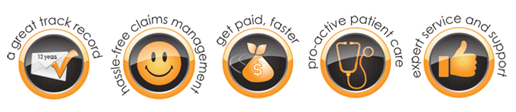 a great track record
12 years
hassle-free claims management
get paid, faster
$
pro-active patient care
expert service and support